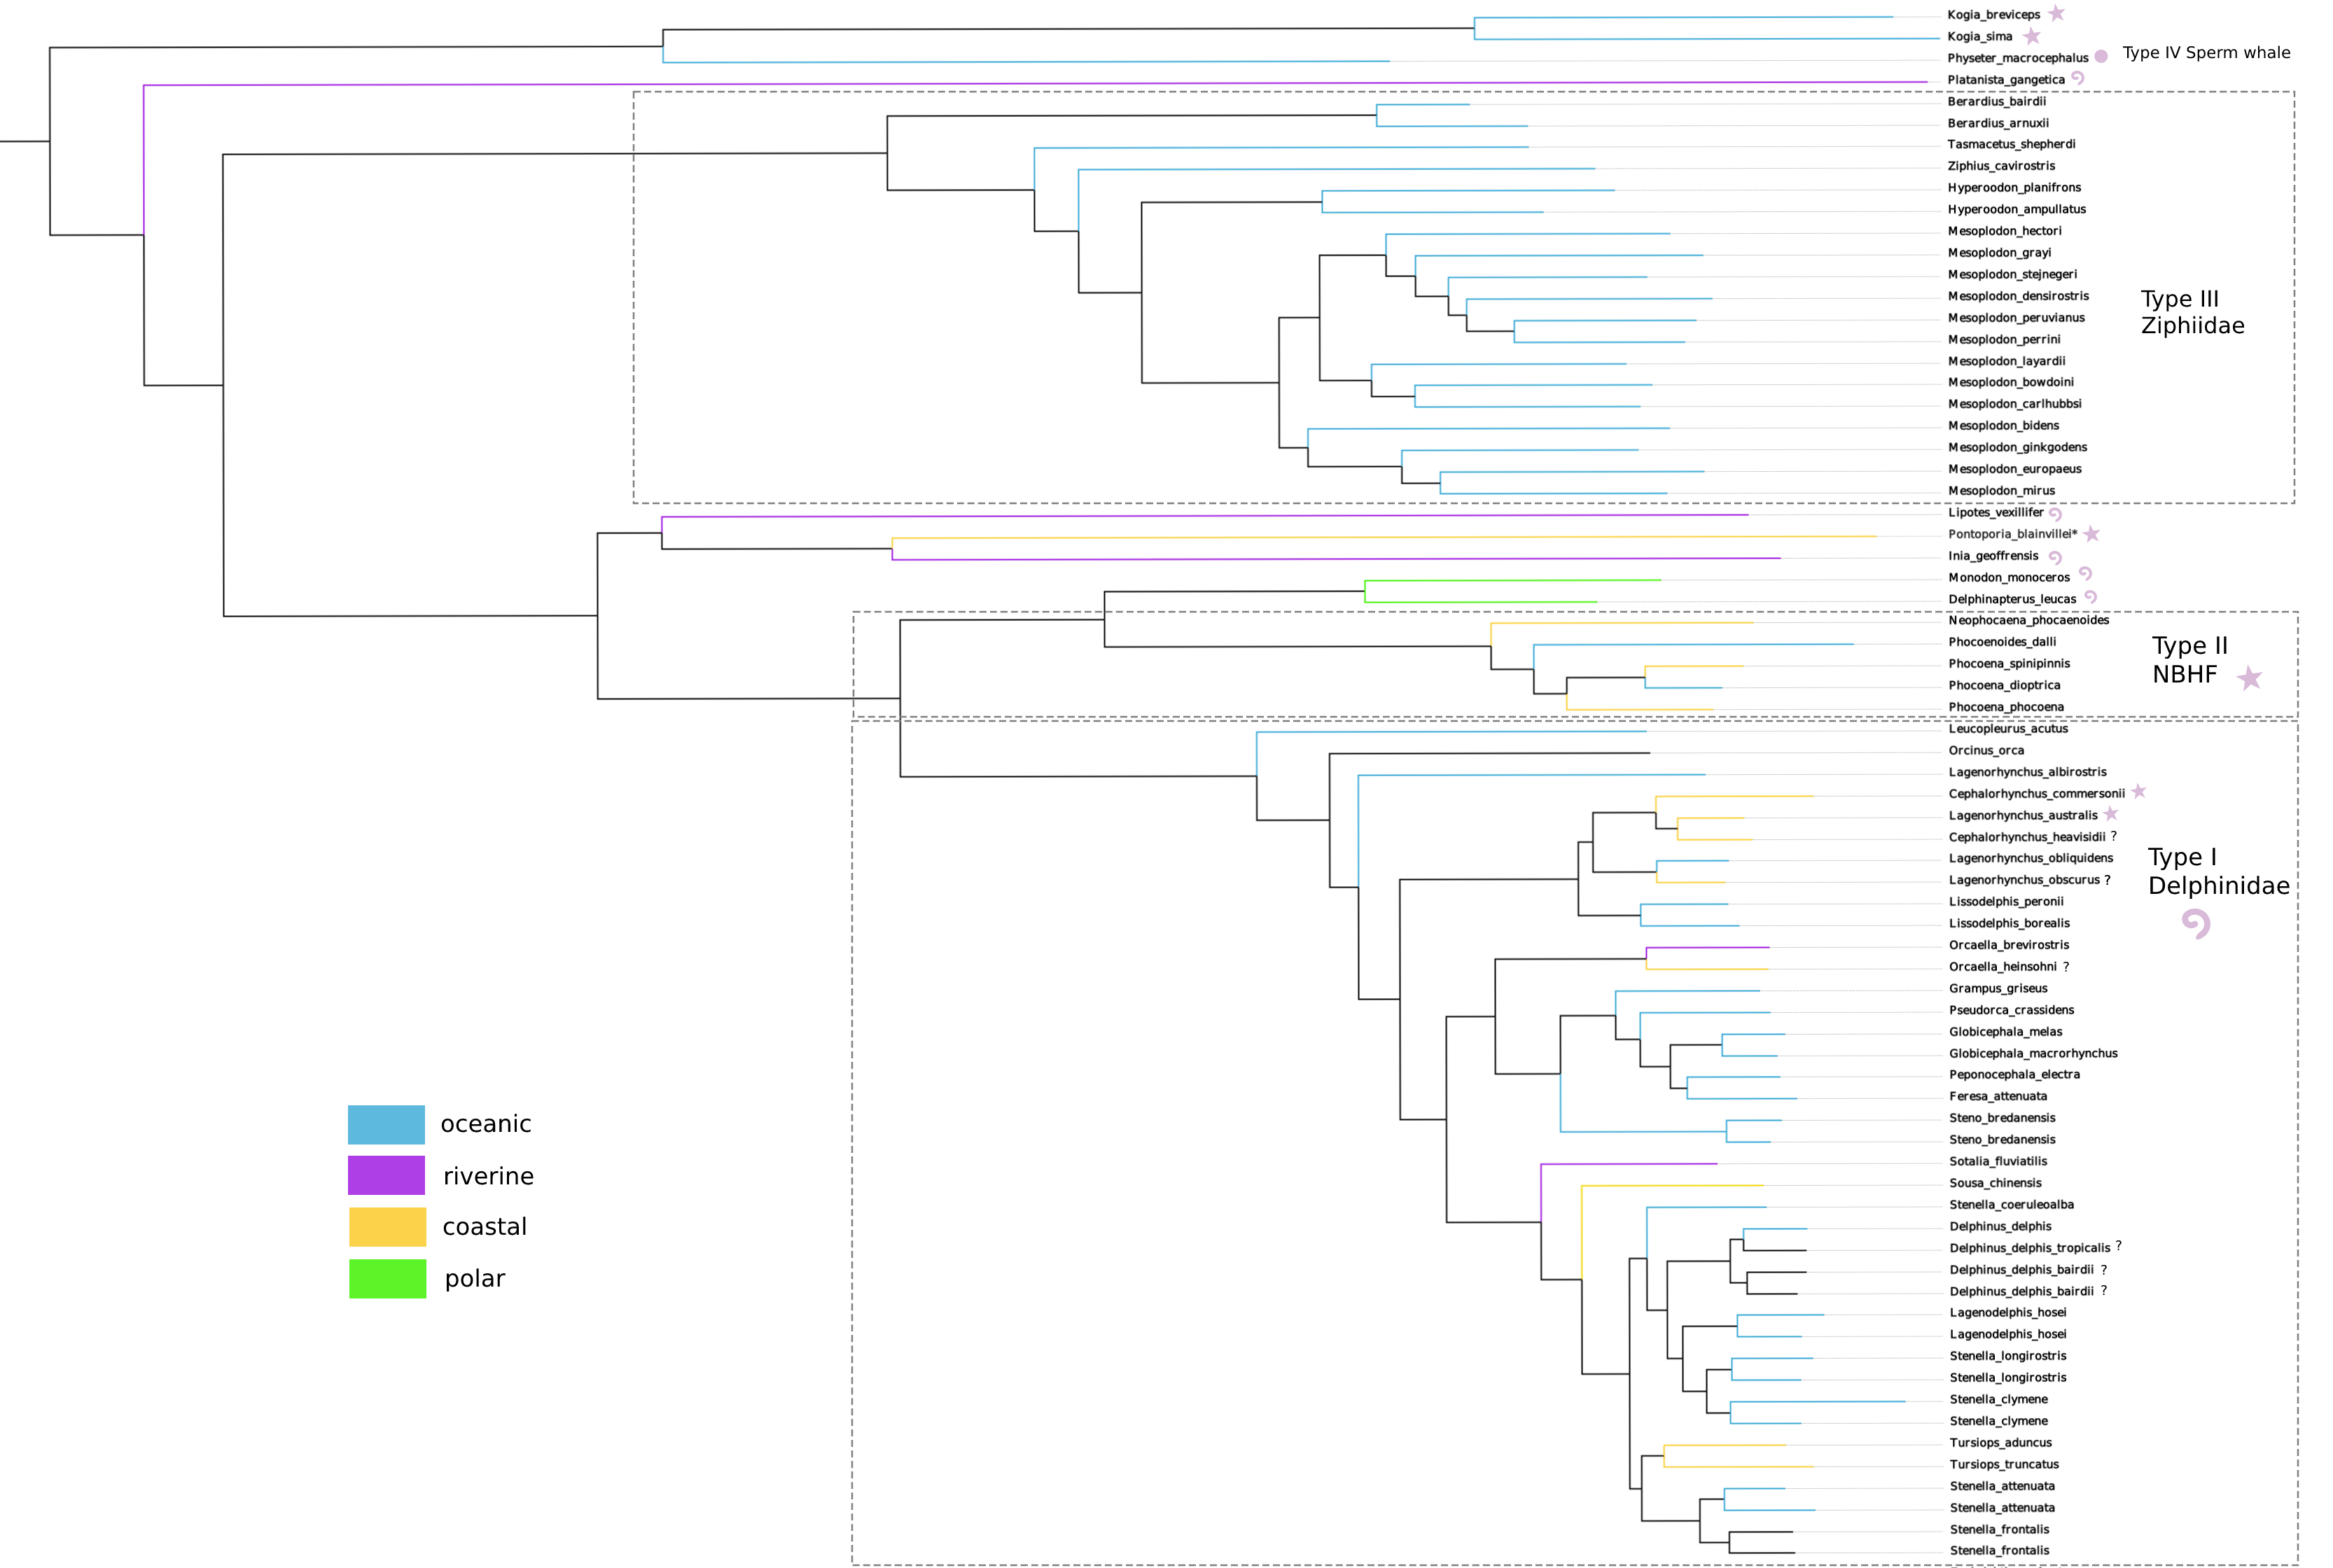 Kogia_breviceps
Kogia_sima
Physeter_macrocephalus
Type IV Sperm whale
Platanista_gangetica
Berardius_bairdii
Berardius_arnuxii
Tasmacetus_shepherdi
Ziphius_cavirostris
Hyperoodon_planifrons
Hyperoodon_ampullatus
Mesoplodon_hectori
Mesoplodon_grayi
Mesoplodon_stejnegeri
Mesoplodon_densirostris
Mesoplodon_peruvianus
Mesoplodon_perrini
Mesoplodon_layardii
Mesoplodon_bowdoini
Mesoplodon_carlhubbsi
Mesoplodon_bidens
Mesoplodon_ginkgodens
Mesoplodon_europaeus
Mesoplodon_mirus
Type III
Ziphiidae
Lipotes_vexillifer
Pontoporia_blainvillei*
Inia_geoffrensis
Monodon_monoceros
Delphinapterus_leucas
Neophocaena_phocaenoides
Phocoenoides_dalli
Phocoena_spinipinnis
Phocoena_dioptrica
Phocoena_phocoena
Type II
NBHF
Leucopleurus_acutus
Orcinus_orca
Lagenorhynchus_albirostris
Cephalorhynchus_commersonii
Lagenorhynchus_australis
Cephalorhynchus_heavisidii ?
Lagenorhynchus_obliquidens
Lagenorhynchus_obscurus ?
Lissodelphis_peronii
Lissodelphis_borealis
Orcaella_brevirostris
Orcaella_heinsohni ?
Grampus_griseus
Pseudorca_crassidens
Globicephala_melas
Globicephala_macrorhynchus
Peponocephala_electra
Feresa_attenuata
Steno_bredanensis
Steno_bredanensis
Sotalia_fluviatilis
Sousa_chinensis
Stenella_coeruleoalba
Delphinus_delphis
Delphinus_delphis_tropicalis ?
Delphinus_delphis_bairdii ?
Delphinus_delphis_bairdii ?
Lagenodelphis_hosei
Lagenodelphis_hosei
Stenella_longirostris
Stenella_longirostris
Stenella_clymene
Stenella_clymene
Tursiops_aduncus
Tursiops_truncatus
Stenella_attenuata
Stenella_attenuata
Stenella_frontalis
Stenella_frontalis
Type I
Delphinidae
oceanic
riverine
coastal
polar